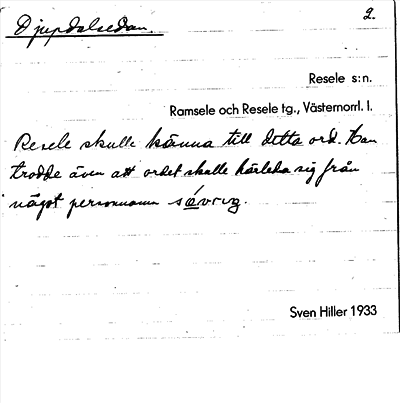 Djupdalsedan. 2.
Resele s:n.
Ramsele och Resele tg., Västernorrl. l.
Resele skulle känna till detta ord. Han
trodde även att ordet skulle härleda sig från
något personnamn
Sven Hiller 1933